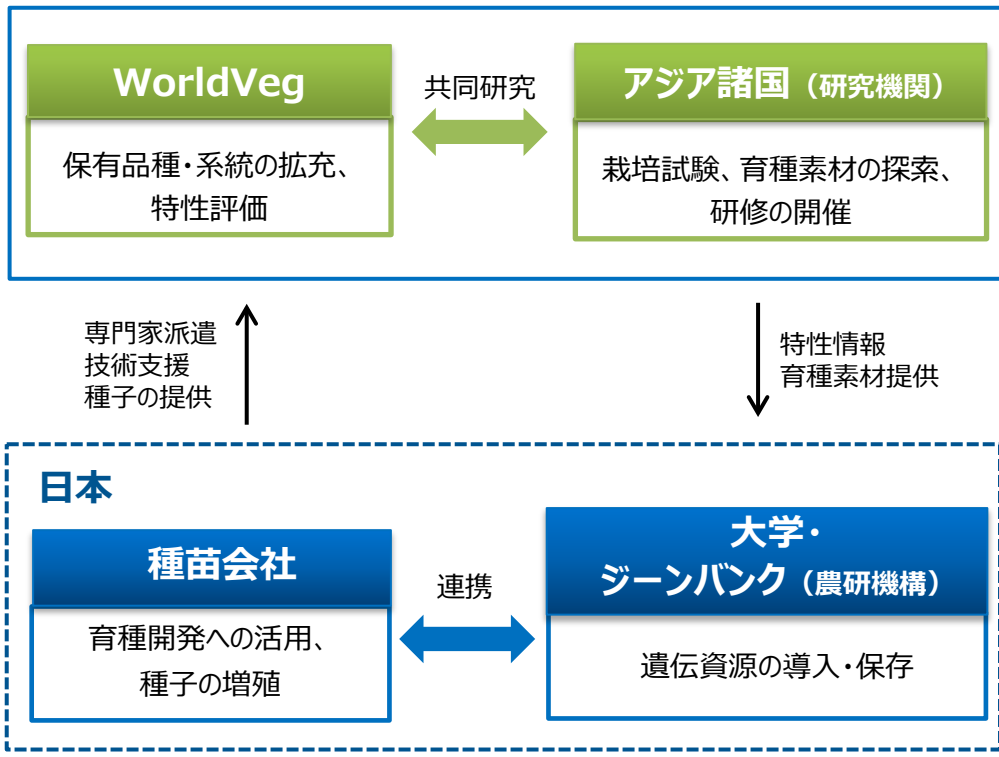 WorldVeg
保有品種・系統の拡充、
特性評価
共同研究
アジア諸国（研究機関）
栽培試験、育種素材の探索、
研修の開催
専門家派遣
技術支援
種子の提供
特性情報
育種素材提供
日本
種苗会社
育種開発への活用、
種子の増殖
連携
大学・
ジーンバンク（農研機構）
遺伝資源の導入・保存